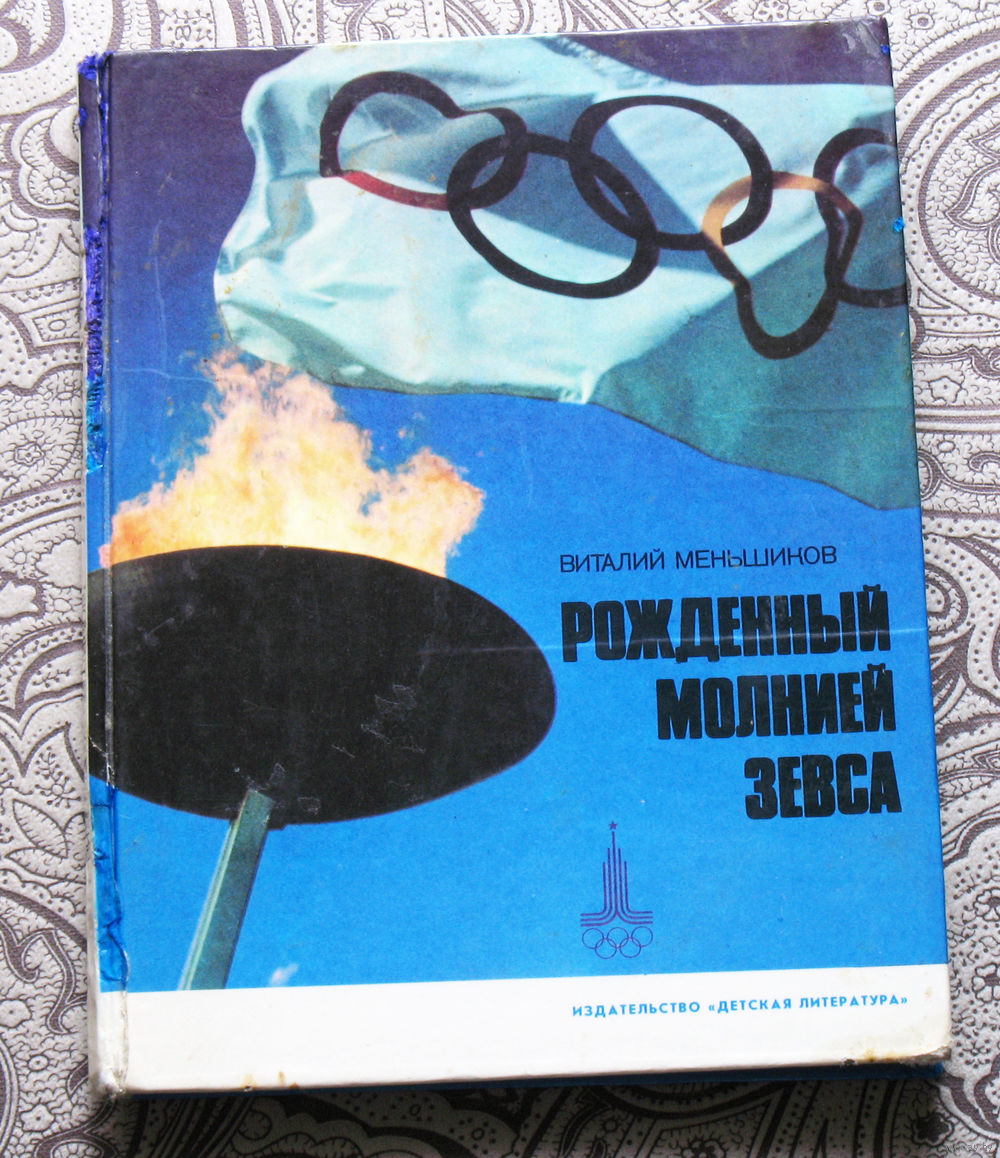 ВИТАЛИЙ МЕНЬШИКОВ
РОЖДЕННЫЙ
МОЛНИЕЙ
ЗЕВСА
ИЗДАТЕЛЬСТВО «ДЕТСКАЯ ЛИТЕРАТУРА»